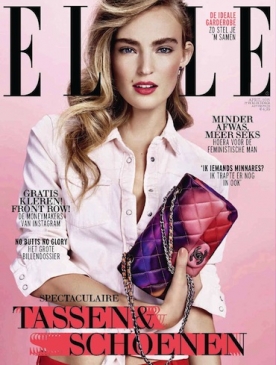 ELLE
DE IDEALE
GARDEROBE
ZO STEL JE
'M SAMEN
MINDER
AFWAS,
MEER SEKS
HOERA VOOR DE
FEMINISTISCHE MAN
'IK IEMANDS MINNARES?
IK TRAPTE ER NOG
IN OOK'
GRATIS
KLEREN!
FRONT ROW!
DE MONEYMAKERS
VAN INSTAGRAM
NO BUTTS NO GLORY
HET GROTE
BILLENDOSSIER
SPECTACULAIRE
TASSEN &
SCHOENEN